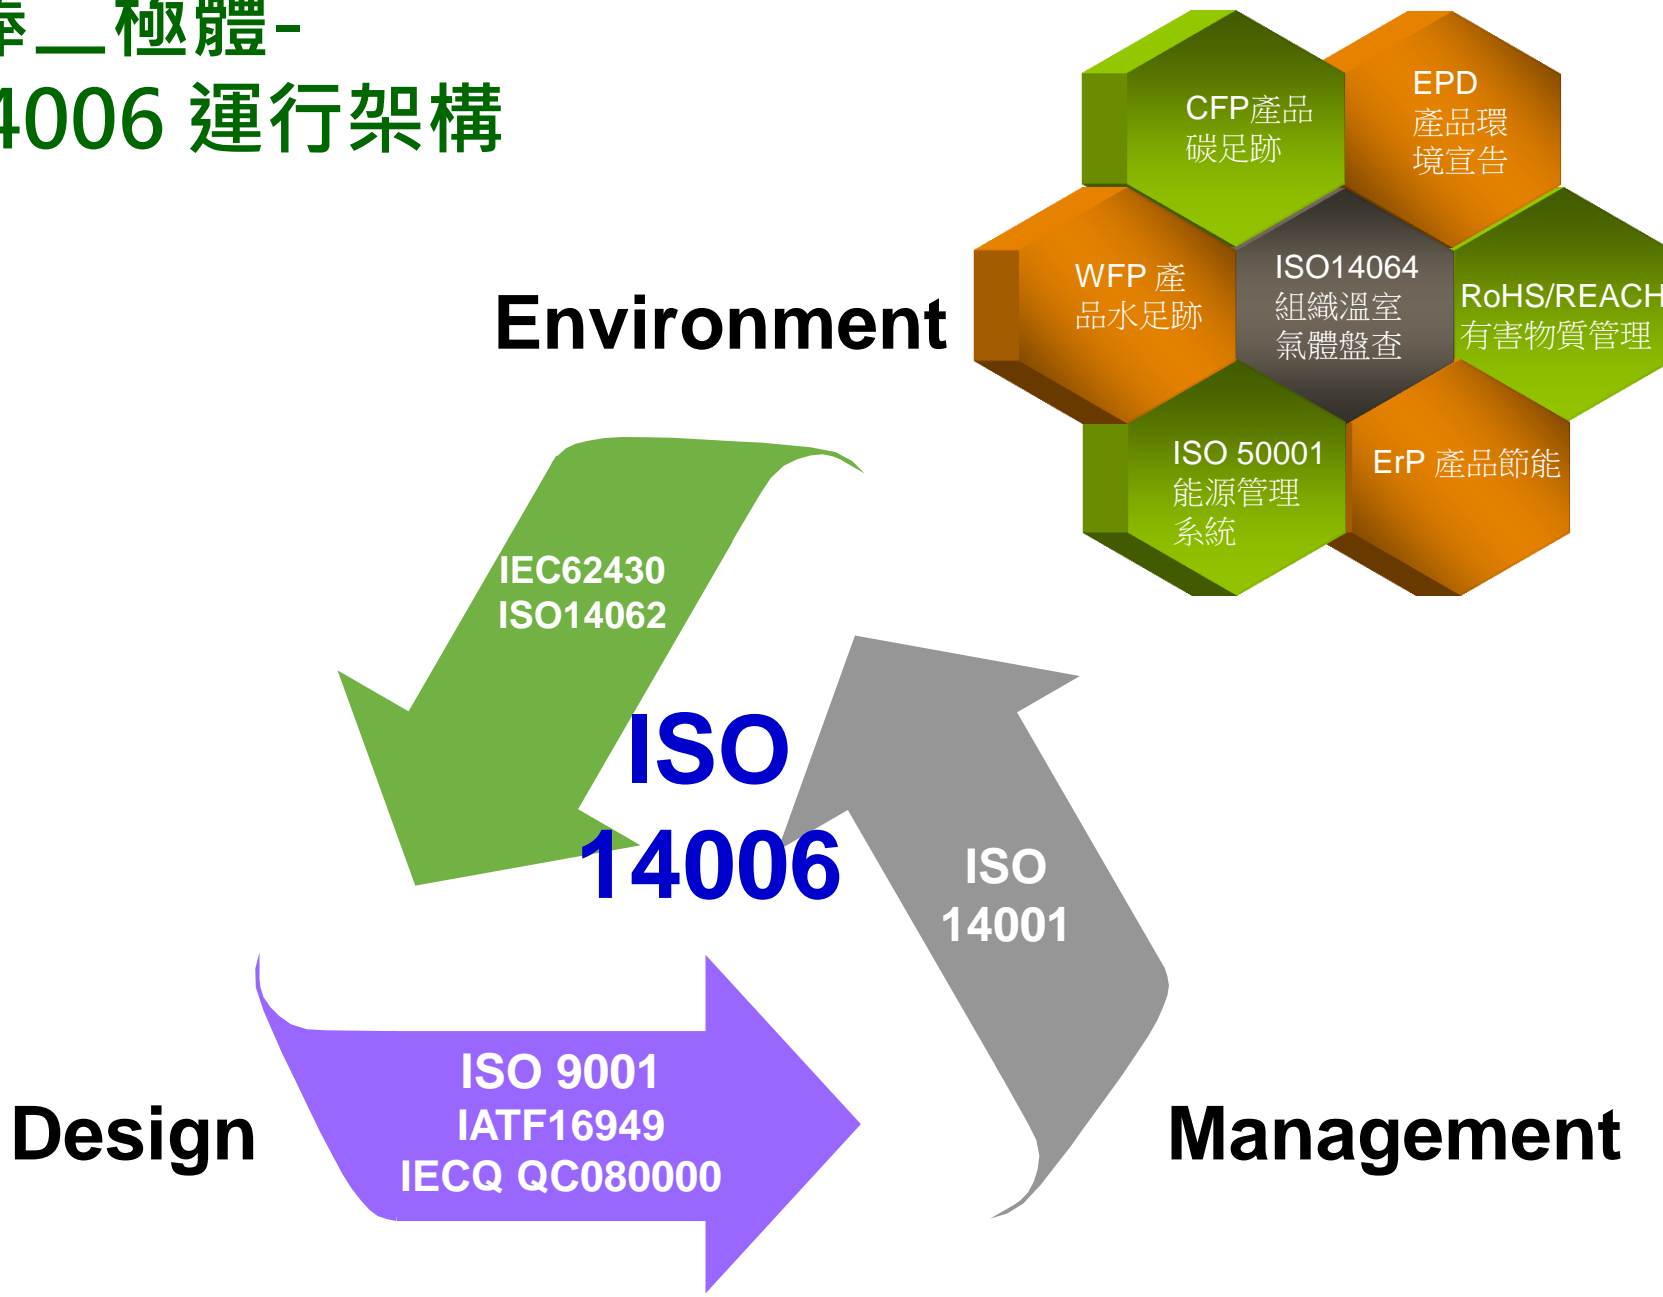 二極體-
4006 運行架構
CFP產品
碳足跡
EPD
產品環
境宣告
WFP 產
品水足跡
ISO14064
組織溫室
氣體盤查
RoHS/REACH
有害物質管理
ISO 50001
能源管理
系統
ErP 產品節能
Environment
IEC62430
ISO14062
ISO
14006
ISO
14001
Design
ISO 9001
IATF16949
IECQ QC080000
Management